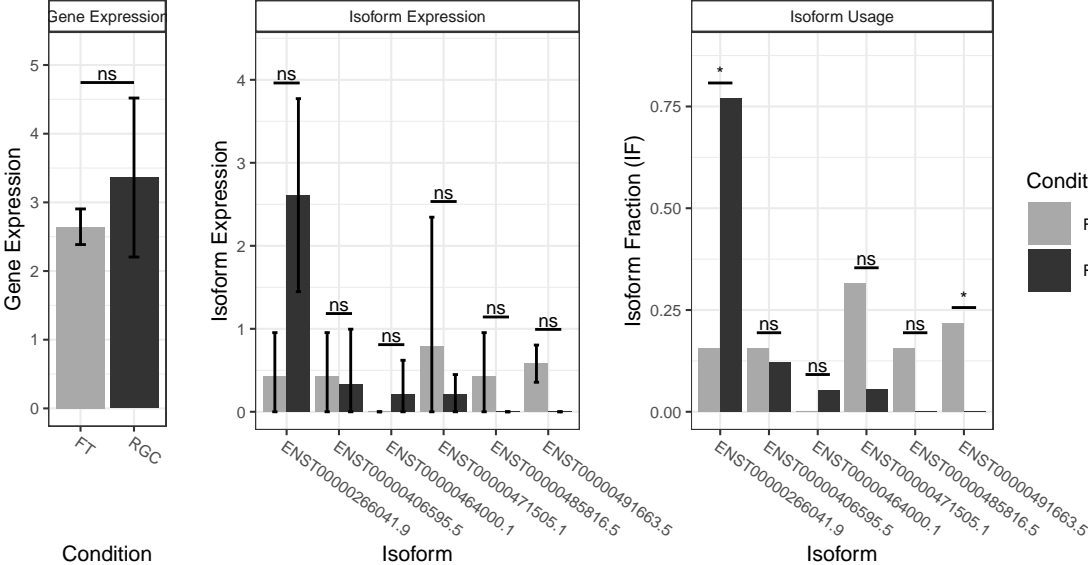 Gene Expression
Gene Expression
5
4
3
2
1
0
ns
FT
RGC
Condition
Isoform Expression
Isoform Expression
4
3
2
1
0
ns
ns
ns
ns
ns
ns
ENST00000266041.9
ENST00000406595.5
ENST00000464000.1
ENST00000471505.1
ENST00000485816.5
ENST00000491663.5
Isoform
Isoform Usage
Isoform Fraction (IF)
0.75
0.50
0.25
0.00
*
ns
ns
ns
ns
*
ENST00000266041.9
ENST00000406595.5
ENST00000464000.1
ENST00000471505.1
ENST00000485816.5
ENST00000491663.5
Isoform
Condit